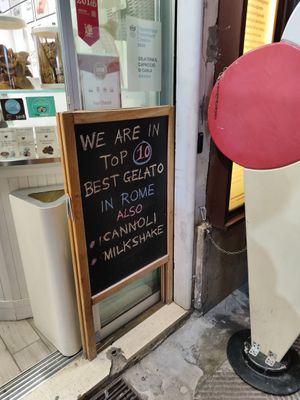 WE ARE IN
TOP 10
BEST GELATO
IN ROME
ALSO
CANNOLI
MILKSHAKE